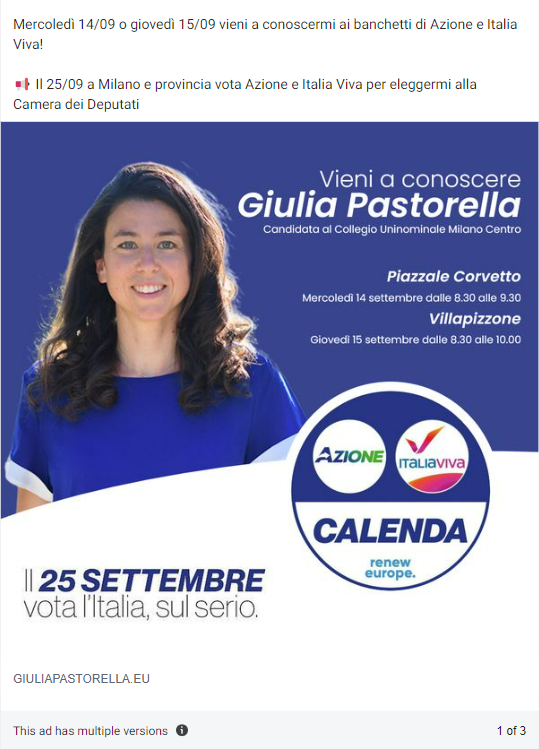 Mercoledì 14/09 o giovedì 15/09 vieni a conoscermi ai banchetti di Azione e Italia
Viva!
Il 25/09 a Milano e provincia vota Azione e Italia Viva per eleggermi alla
Camera dei Deputati
Vieni a conoscere
Giulia Pastorella
Candidata al Collegio Uninominale Milano Centro
Piazzale Corvetto
Mercoledì 14 settembre dalle 8.30 alle 9.30
Villapizzone
Giovedì 15 settembre dalle 8.30 alle 10.00
AZIONE
ITALIAVIVA
CALENDA
renew
europe.
Il 25 SETTEMBRE
vota l'Italia, sul serio.
GIULIAPASTORELLA.EU
This ad has multiple versions
1 of 3